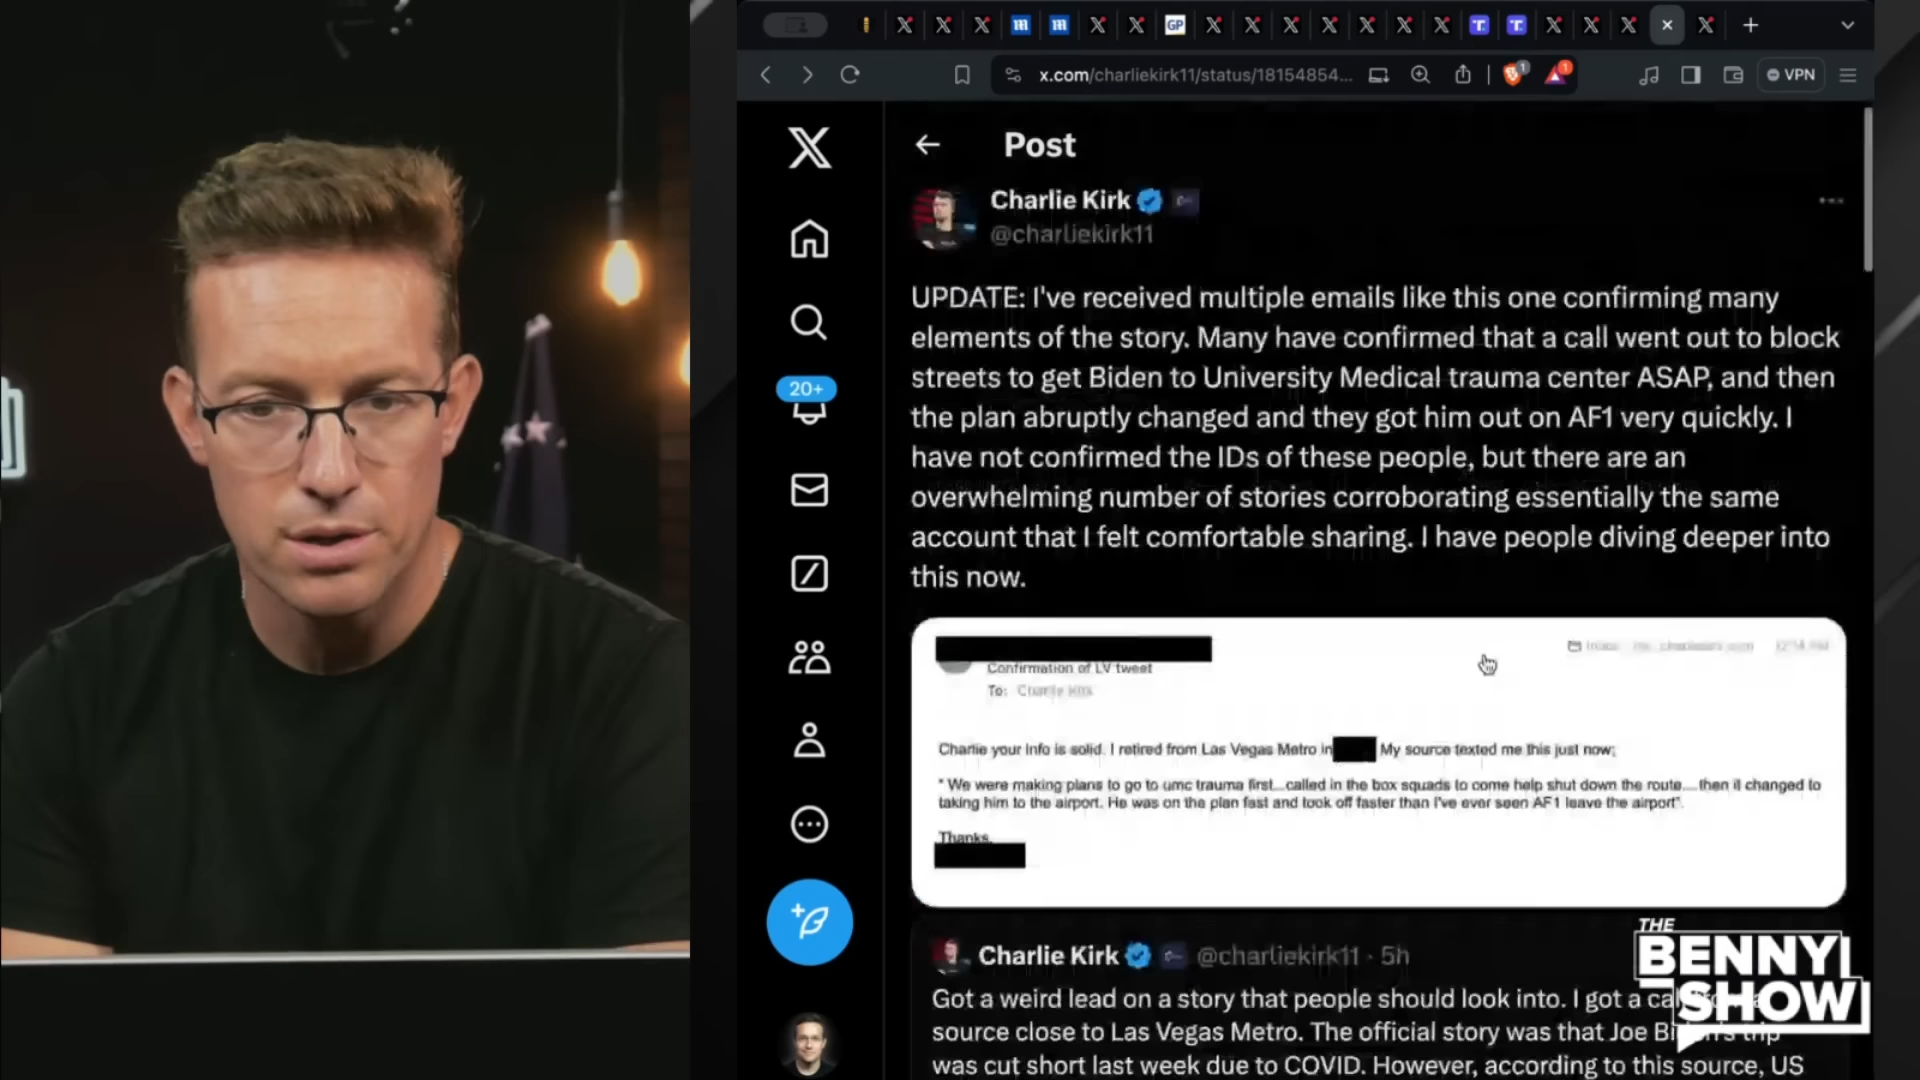 x.com/charliekirk11/status/18154854...
1
1
VPN
GP
Post
Charlie Kirk
@charliekirk11
UPDATE: I've received multiple emails like this one confirming many
elements of the story. Many have confirmed that a call went out to block
streets to get Biden to University Medical trauma center ASAP, and then
the plan abruptly changed and they got him out on AF1 very quickly. I
have not confirmed the IDs of these people, but there are an
overwhelming number of stories corroborating essentially the same
account that I felt comfortable sharing. I have people diving deeper into
this now.
20+
Confirmation of LV tweet
To: Charlie Kirk
Charlie your info is solid. I retired from Las Vegas Metro in My source texted me this just now;
" We were making plans to go to umc trauma first...called in the box squads to come help shut down the route....then it changed to
taking him to the airport. He was on the plan fast and took off faster than I've ever seen AF1 leave the airport".
Thanks,
Charlie Kirk @charliekirk11 · 5h
Got a weird lead on a story that people should look into. I got a
source close to Las Vegas Metro. The official story was that Joe trip
was cut short last week due to COVID. However, according to this source, US
THE
BENNY
SHOW